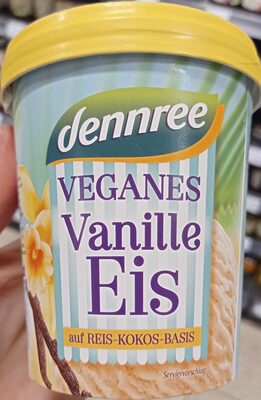 dennree
VEGANES
Vanille
Eis
auf REIS-KOKOS-BASIS
Serviervorschlag